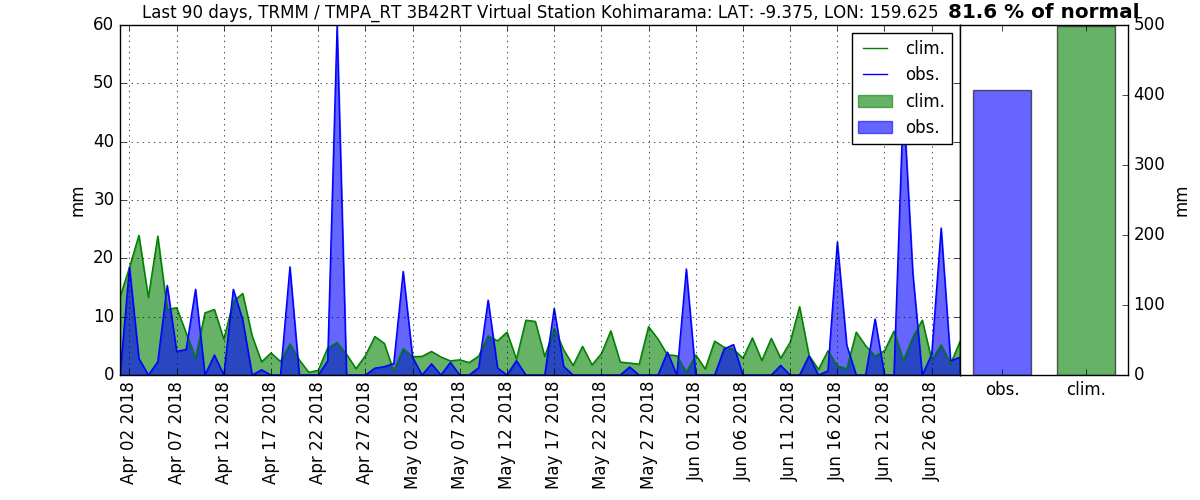 Last 90 days, TRMM / TMPA_RT 3B42RT Virtual Station Kohimarama: LAT: -9.375, LON: 159.625 81.6 % of normal
60
50
40
30
20
10
0
mm
clim.
obs.
clim.
obs.
500
400
300
200
100
0
mm
obs.
clim.
Apr 02 2018
Apr 07 2018
Apr 12 2018
Apr 17 2018
Apr 22 2018
Apr 27 2018
May 02 2018
May 07 2018
May 12 2018
May 17 2018
May 22 2018
May 27 2018
Jun 01 2018
Jun 06 2018
Jun 11 2018
Jun 16 2018
Jun 21 2018
Jun 26 2018